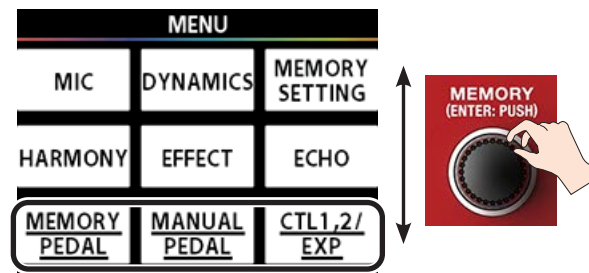 MENU
MIC
DYNAMICS
MEMORY
SETTING
HARMONY
EFFECT
ECHO
MEMORY
PEDAL
MANUAL
PEDAL
CTL1,2/
EXP
MEMORY
(ENTER: PUSH)